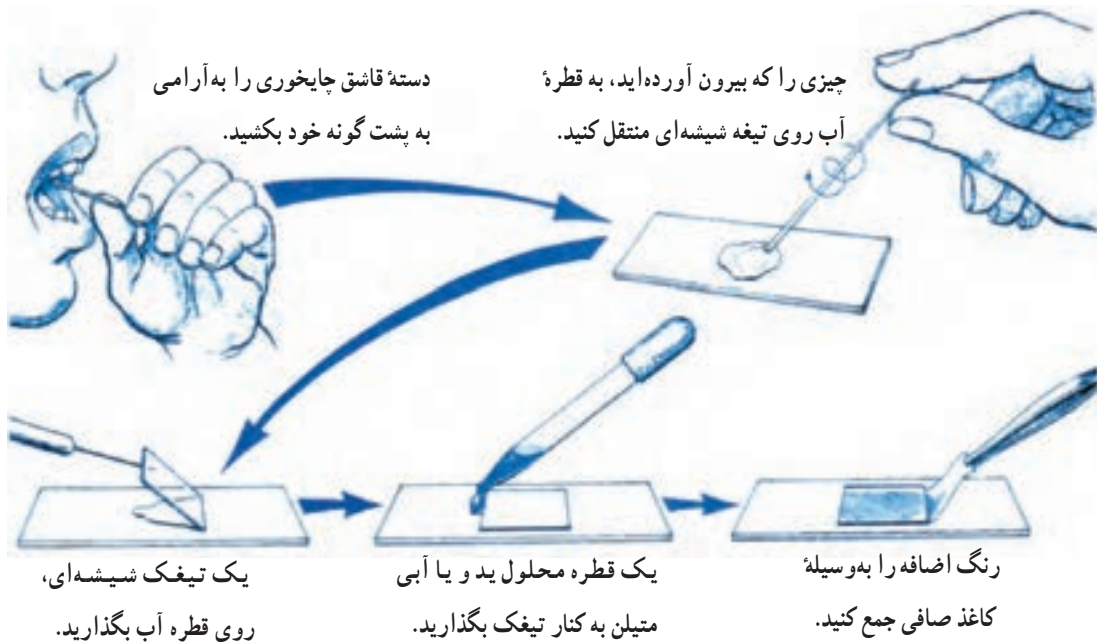 دستهٔ قاشق چایخوری را به‌آرامی
به پشت گونه خود بکشید.
چیزی را که بیرون آورده‌اید، به قطرهٔ
آب روی تیغه شیشه‌ای منتقل کنید.
یک تیغک شیشه‌ای،
روی قطره آب بگذارید.
یک قطره محلول ید و یا آبی
متیلن به کنار تیغک بگذارید.
رنگ اضافه را به‌وسیلهٔ
کاغذ صافی جمع کنید.